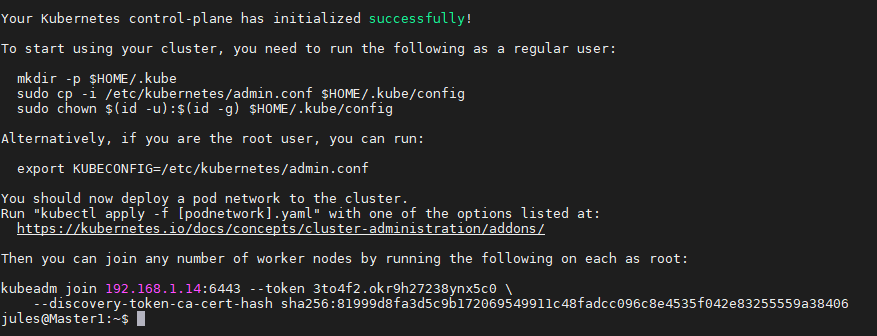 Your Kubernetes control-plane has initialized successfully!
To start using your cluster, you need to run the following as a regular user:
mkdir -p $HOME/.kube
sudo cp -i /etc/kubernetes/admin.conf $HOME/.kube/config
sudo chown $(id -u):$(id -g) $HOME/.kube/config
Alternatively, if you are the root user, you can run:
export KUBECONFIG=/etc/kubernetes/admin.conf
You should now deploy a pod network to the cluster.
Run "kubectl apply -f [podnetwork].yaml" with one of the options listed at:
https://kubernetes.io/docs/concepts/cluster-administration/addons/
Then you can join any number of worker nodes by running the following on each as root:
kubeadm join 192.168.1.14:6443 --token 3to4f2.okr9h27238ynx5c0 \
--discovery-token-ca-cert-hash sha256:81999d8fa3d5c9b172069549911c48fadcc096c8e4535f042e83255559a38406
jules@Master1:~$